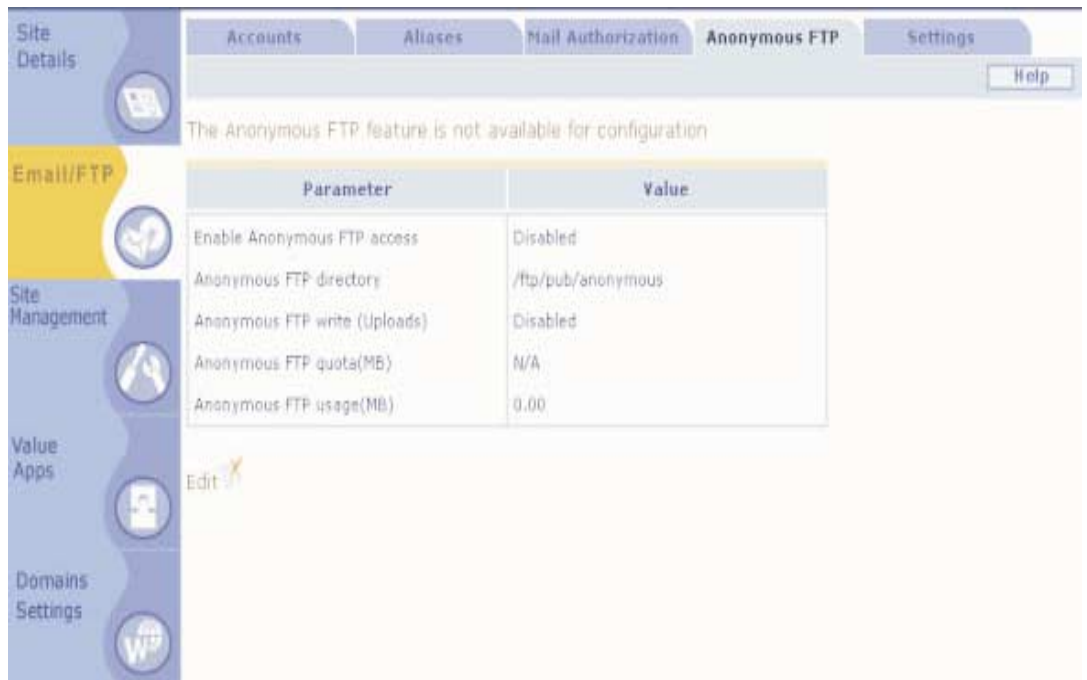 Site
Details
Email/FTP
Site
Management
Value
Apps
Domains
Settings
Accounts Aliases Mail Authorization Anonymous FTP Settings
Help
The Anonymous FTP feature is not available for configuration
Parameter Value
Enable Anonymous FTP access Disabled
Anonymous FTP directory /ftp/pub/anonymous
Anonymous FTP write (Uploads) Disabled
Anonymous FTP quota(MB) N/A
Anonymous FTP usage(MB) 0.00
Edit